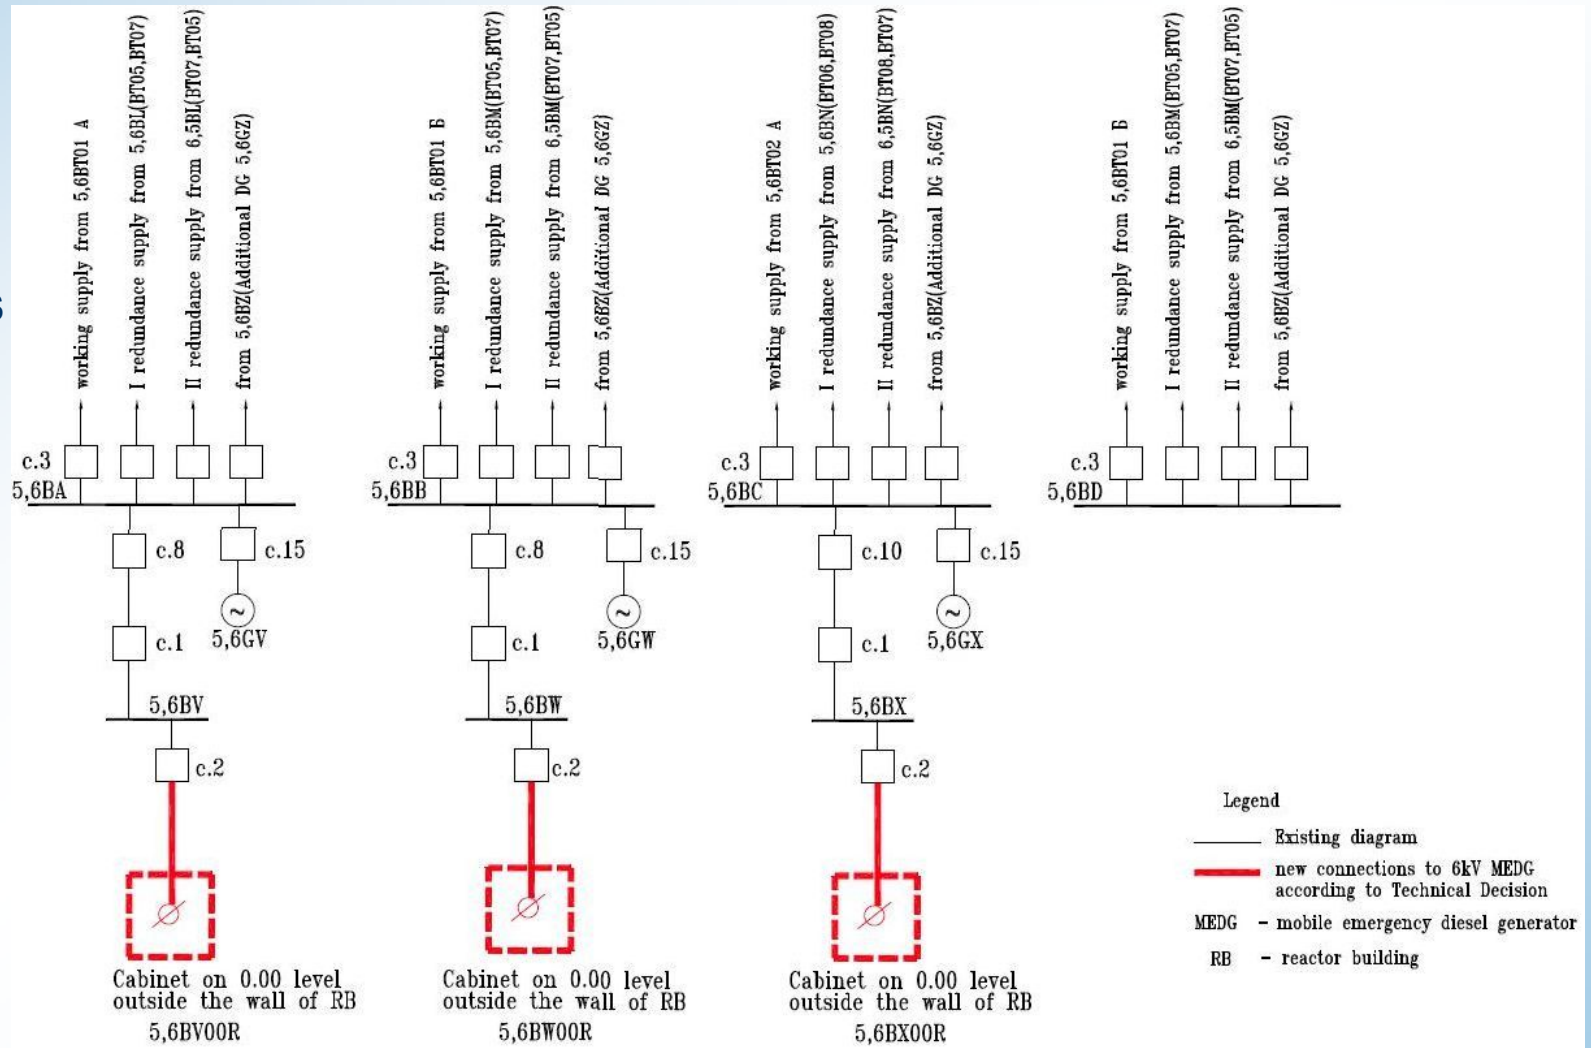 working supply from 5,6BT01 A
I redundance supply from 5,6BL(BT05,BT07)
II redundance supply from 6,5BL(BT07,BT05)
from 5,6BZ(Additional DG 5,6GZ)
working supply from 5,6BT01 Б
I redundance supply from 5,6BM(BT05,BT07)
II redundance supply from 6,5BM(BT07,BT05)
from 5,6BZ(Additional DG 5,6GZ)
working supply from 5,6BT02 A
I redundance supply from 5,6BN(BT06,BT08)
II redundance supply from 6,5BN(BT08,BT07)
from 5,6BZ(Additional DG 5,6GZ)
working supply from 5,6BT01 Б
I redundance supply from 5,6BM(BT05,BT07)
II redundance supply from 6,5BM(BT07,BT05)
from 5,6BZ(Additional DG 5,6GZ)
c.3
5,6BA
c.3
5,6BB
c.3
5,6BC
c.3
5,6BD
c.8
c.15
c.8
c.15
c.10
c.15
c.1
5,6GV
c.1
5,6GW
c.1
5,6GX
5,6BV
5,6BW
5,6BX
c.2
c.2
c.2
Cabinet on 0.00 level
outside the wall of RB
5,6BV00R
Cabinet on 0.00 level
outside the wall of RB
5,6BW00R
Cabinet on 0.00 level
outside the wall of RB
5,6BX00R
Legend
Existing diagram
new connections to 6kV MEDG
according to Technical Decision
MEDG - mobile emergency diesel generator
RB - reactor building